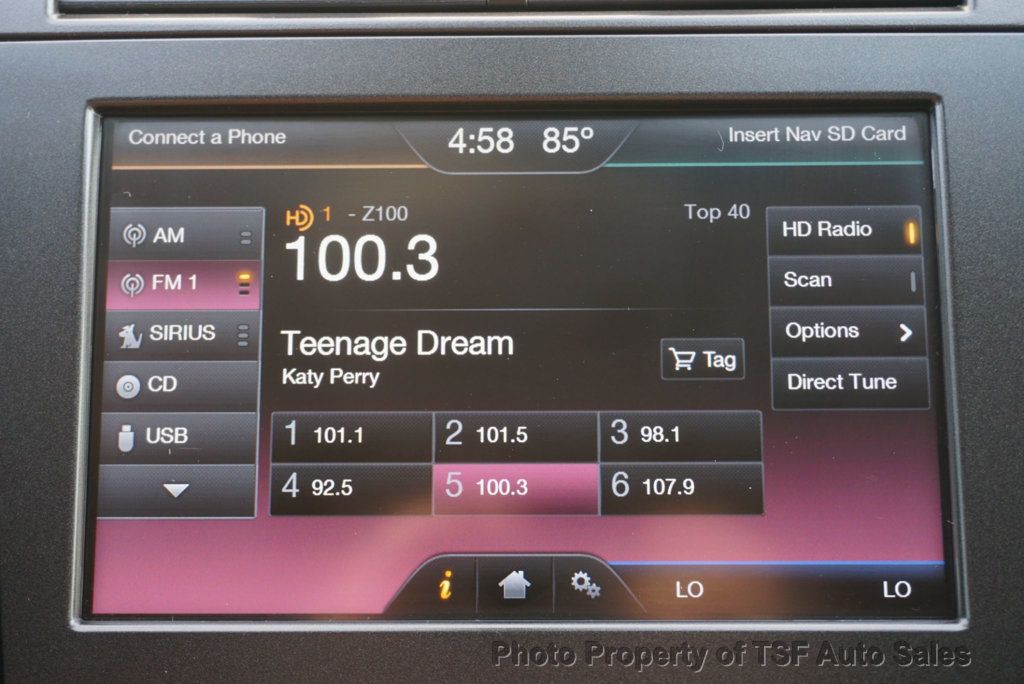 Connect a Phone
4:58 85°
Insert Nav SD Card
AM
FM 1
SIRIUS
CD
USB
HD 1 - Z100
Top 40
100.3
Teenage Dream
Katy Perry
Tag
1 101.1
2 101.5
3 98.1
4 92.5
5 100.3
6 107.9
HD Radio
Scan
Options
Direct Tune
i
LO
LO
Photo Property of TSF Auto Sales